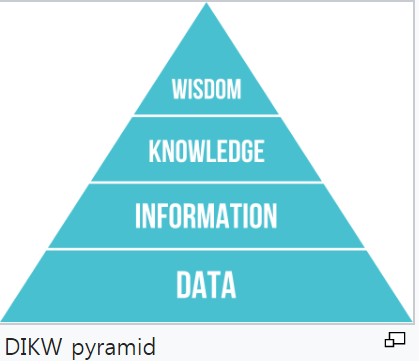 WISDOM
KNOWLEDGE
INFORMATION
DATA
DIKW pyramid